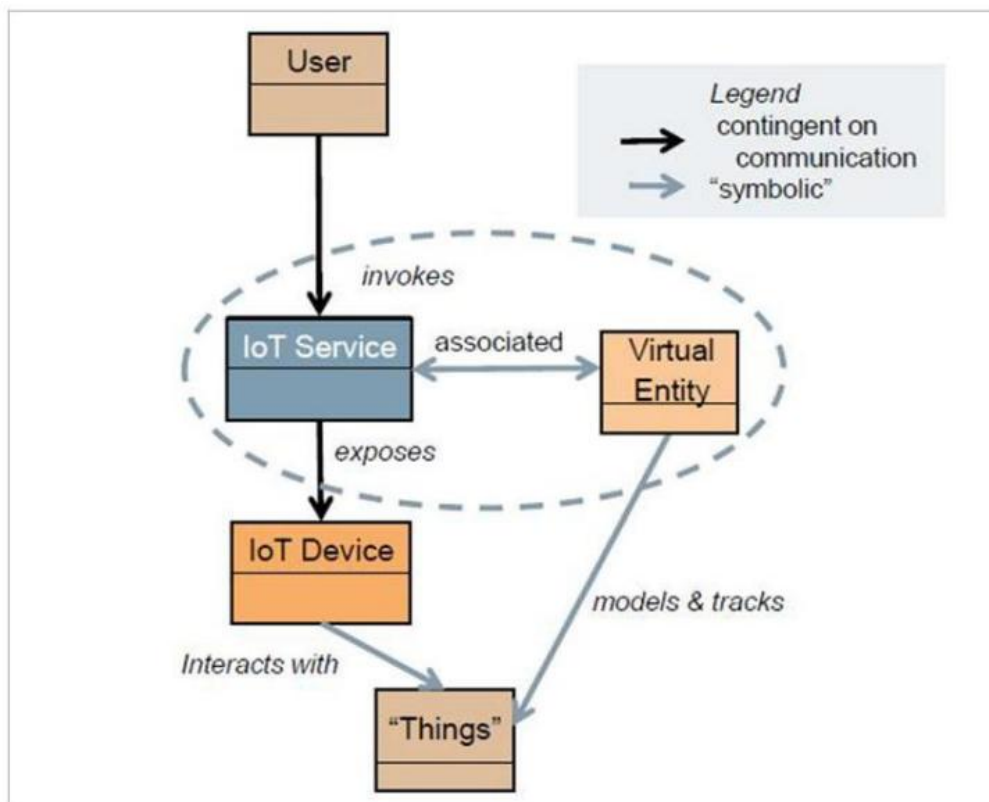 User
Legend
contingent on
communication
“symbolic”
invokes
IoT Service
associated
Virtual
Entity
exposes
IoT Device
models & tracks
Interacts with
“Things”